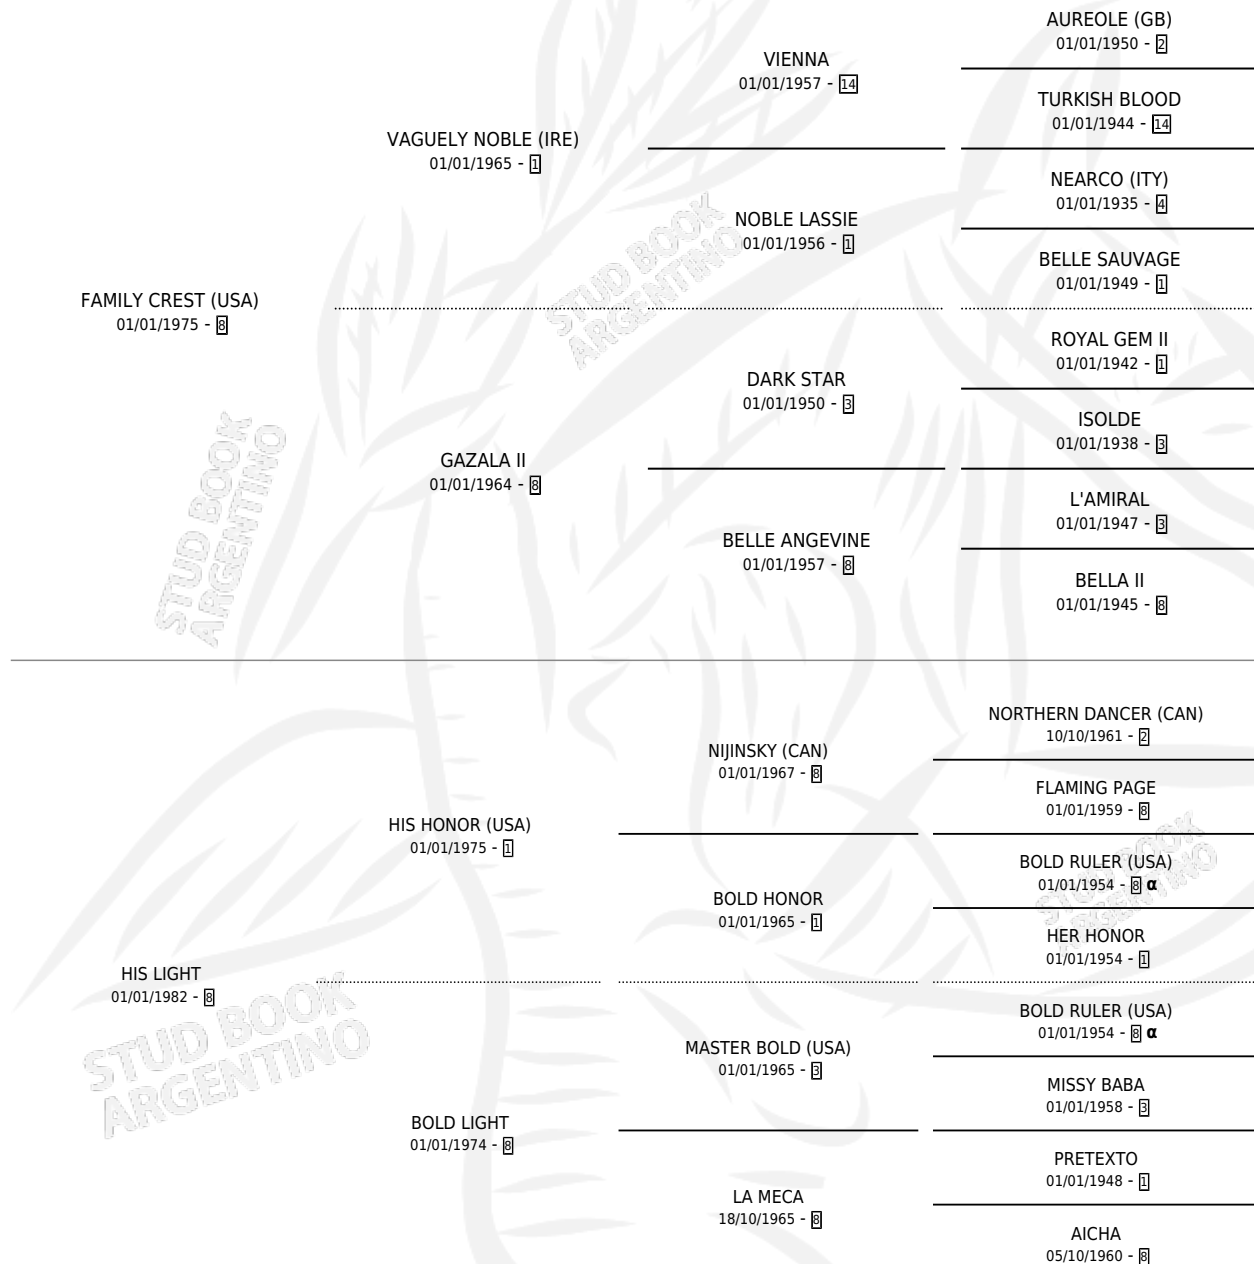 AUREOLE (GB)
01/01/1950 - 2
VIENNA
01/01/1957 - 14
TURKISH BLOOD
01/01/1944 - 14
VAGUELY NOBLE (IRE)
01/01/1965 - 1
NEARCO (ITY)
01/01/1935 - 4
NOBLE LASSIE
01/01/1956 - 1
BELLE SAUVAGE
01/01/1949 - 1
FAMILY CREST (USA)
01/01/1975 - 8
STUD BOOK
ARGENTINO
ROYAL GEM II
01/01/1942 - 1
DARK STAR
01/01/1950 - 3
ISOLDE
01/01/1938 - 3
GAZALA II
01/01/1964 - 8
L'AMIRAL
01/01/1947 - 3
BELLE ANGEVINE
01/01/1957 - 8
BELLA II
01/01/1945 - 8
STUD BOOK
ARGENTINO
NORTHERN DANCER (CAN)
10/10/1961 - 2
NIJINSKY (CAN)
01/01/1967 - 8
FLAMING PAGE
01/01/1959 - 8
HIS HONOR (USA)
01/01/1975 - 1
BOLD RULER (USA)
01/01/1954 - 8 α
BOLD HONOR
01/01/1965 - 1
HER HONOR
01/01/1954 - 1
STUD BOOK
ARGENTINO
HIS LIGHT
01/01/1982 - 8
BOLD RULER (USA)
01/01/1954 - 8 α
MASTER BOLD (USA)
01/01/1965 - 3
MISSY BABA
01/01/1958 - 3
STUD BOOK
ARGENTINO
BOLD LIGHT
01/01/1974 - 8
PRETEXTO
01/01/1948 - 1
LA MECA
18/10/1965 - 8
AICHA
05/10/1960 - 8